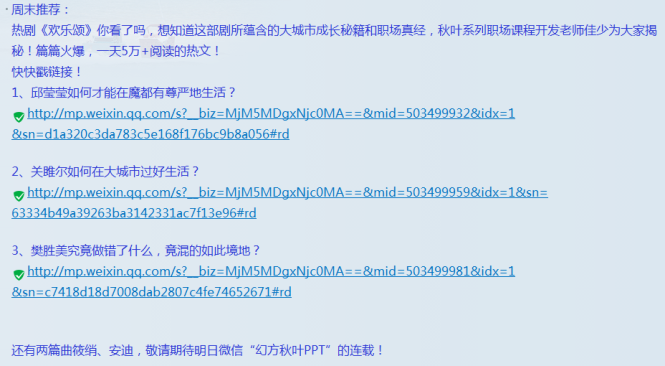 ·周末推荐：
热剧《欢乐颂》你看了吗，想知道这部剧所蕴含的大城市成长秘籍和职场真经，秋叶系列职场课程开发老师佳少为大家揭
秘！篇篇火爆，一天5万+阅读的热文！
快快戳链接！
1、邱莹莹如何才能在魔都有尊严地生活？
http://mp.weixin.qq.com/s?__biz=MjM5MDgxNjc0MA==&mid=503499932&idx=1
&sn=d1a320c3da783c5e168f176bc9b8a056#rd
2、关雎尔如何在大城市过好生活？
http://mp.weixin.qq.com/s?__biz=MjM5MDgxNjc0MA==&mid=503499959&idx=1&sn=
63334b49a39263ba3142331ac7f13e96#rd
3、樊胜美究竟做错了什么，竟混的如此境地？
http://mp.weixin.qq.com/s?__biz=MjM5MDgxNjc0MA==&mid=503499981&idx=1
&sn=c7418d18d7008dab2807c4fe74652671#rd
还有两篇曲筱绡、安迪，敬请期待明日微信“幻方秋叶PPT”的连载！